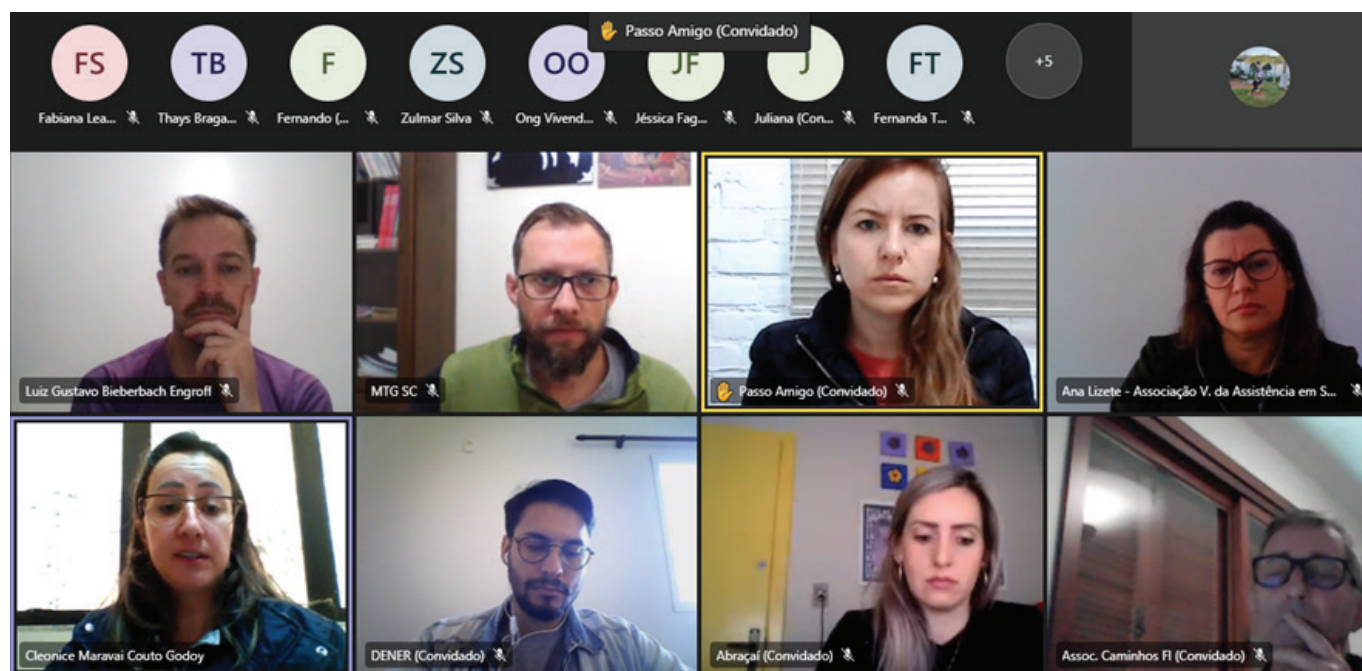 Passo Amigo (Convidado)
FS
TB
F
ZS
OO
JF
J
FT
+5
Fabiana Lea...
Thays Braga...
Fernando (...
Zulmar Silva
Ong Vivend...
Jéssica Fag...
Juliana (Con...
Fernanda T...
Luiz Gustavo Bieberbach Engroff
MTG SC
Passo Amigo (Convidado)
Ana Lizete - Associação V. da Assistência em S...
Cleonice Maravai Couto Godoy
DENER (Convidado)
Abraçaí (Convidado)
Assoc. Caminhos Fl (Convidado)